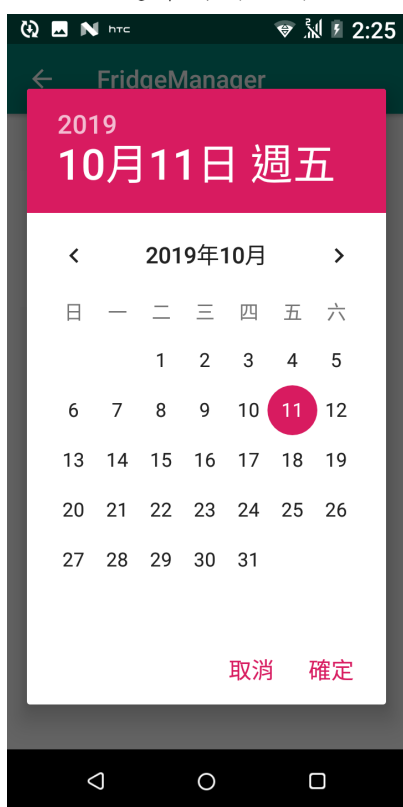 hTC 2:25
FridgeManager
2019
10月11日 週五
2019年10月
日 一 二 三 四 五 六
1 2 3 4 5
6 7 8 9 10 11 12
13 14 15 16 17 18 19
20 21 22 23 24 25 26
27 28 29 30 31
取消 確定